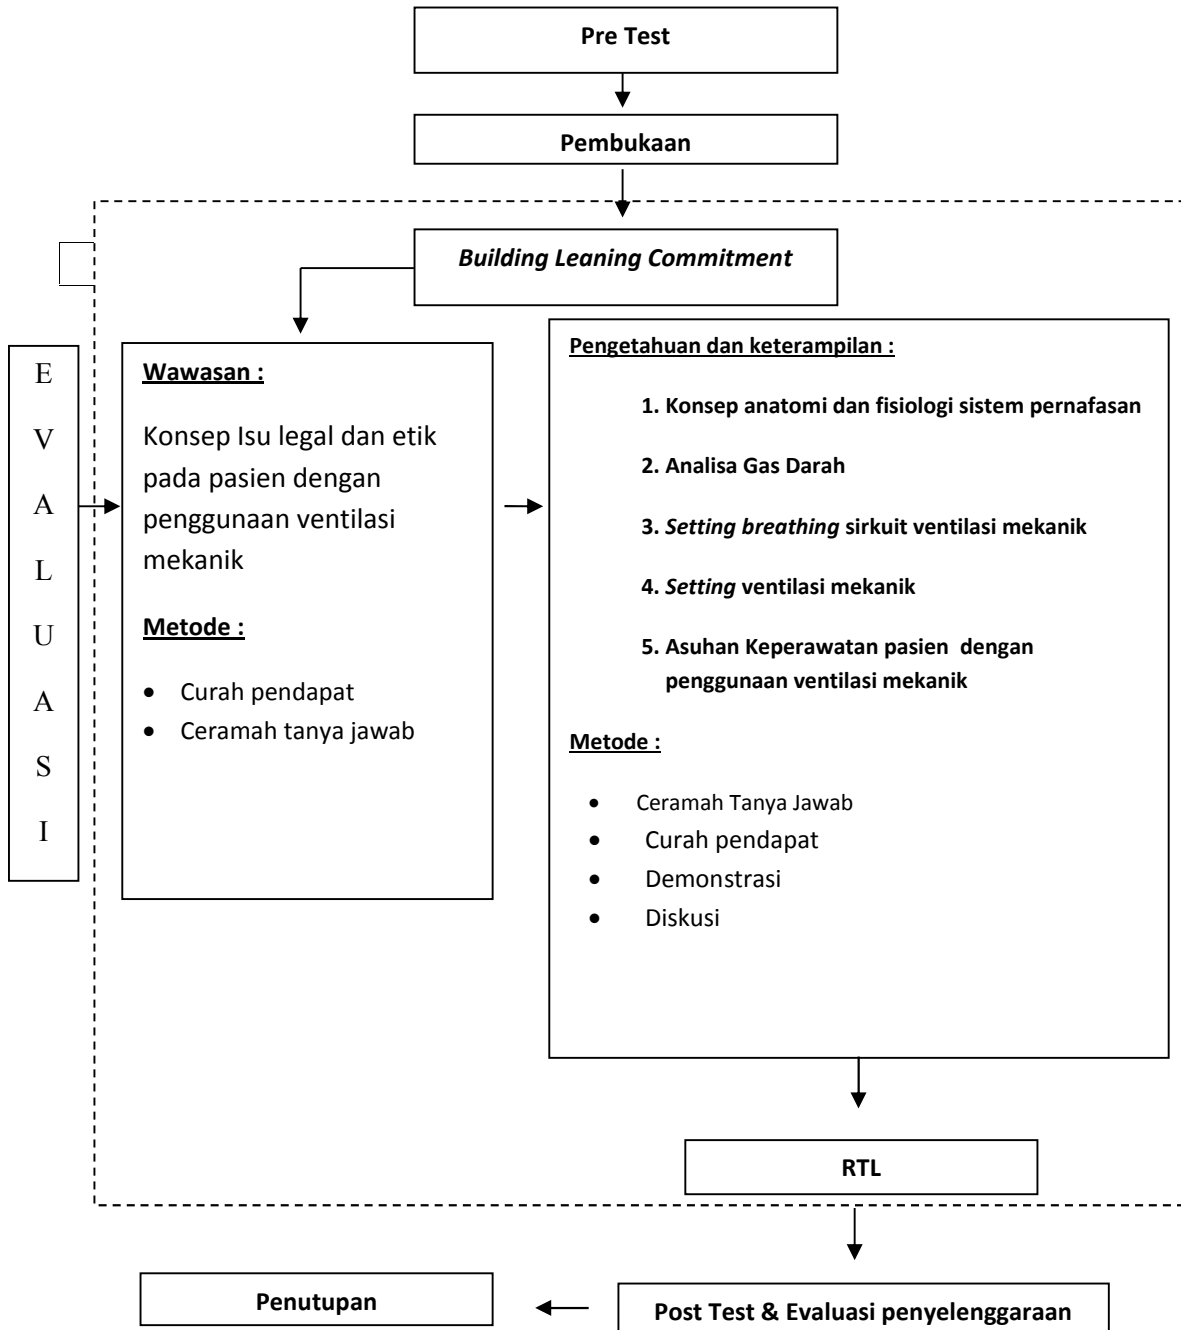 Pre Test
Pembukaan
Building Leaning Commitment
E
V
A
L
U
A
S
I
Wawasan :
Konsep Isu legal dan etik
pada pasien dengan
penggunaan ventilasi
mekanik
Metode :
• Curah pendapat
• Ceramah tanya jawab
Pengetahuan dan keterampilan :
1. Konsep anatomi dan fisiologi sistem pernafasan
2. Analisa Gas Darah
3. Setting breathing sirkuit ventilasi mekanik
4. Setting ventilasi mekanik
5. Asuhan Keperawatan pasien dengan
penggunaan ventilasi mekanik
Metode :
• Ceramah Tanya Jawab
• Curah pendapat
• Demonstrasi
• Diskusi
RTL
Penutupan
Post Test & Evaluasi penyelenggaraan